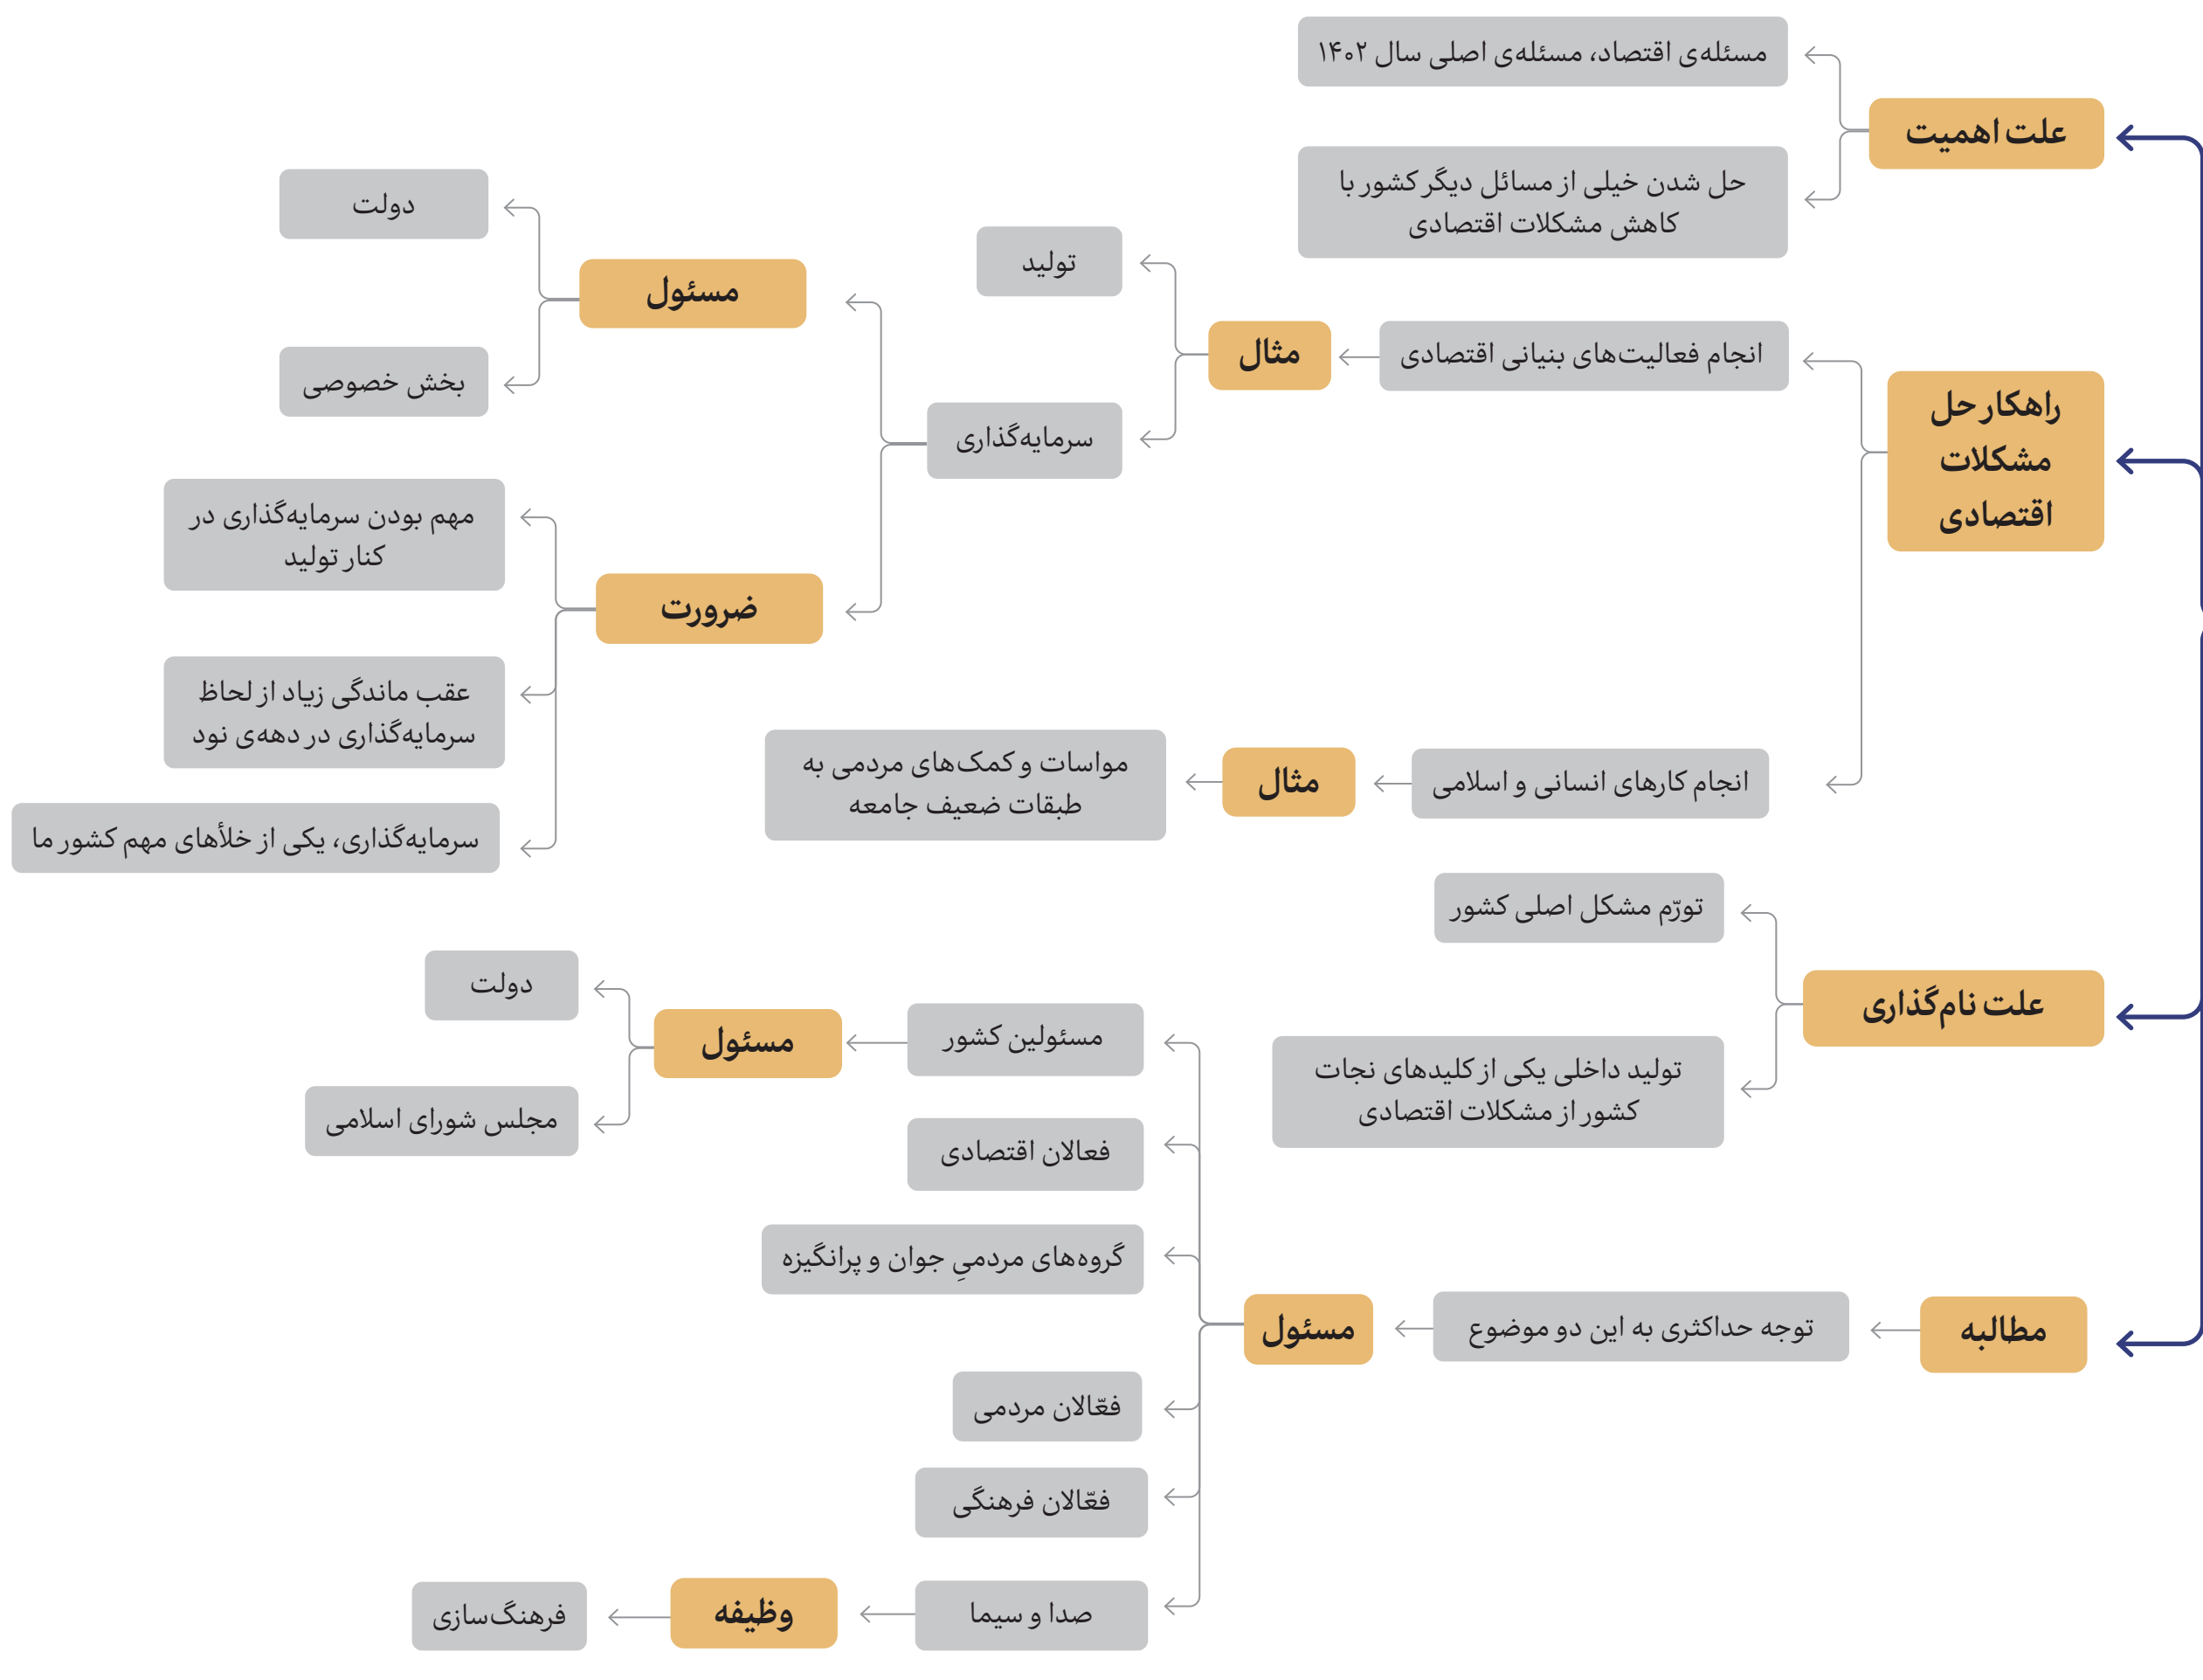 علت اهمیت
مسئله‌ی اقتصاد، مسئله‌ی اصلی سال ۱۴۰۲
حل شدن خیلی از مسائل دیگر کشور با
کاهش مشکلات اقتصادی
راهکار حل
مشکلات
اقتصادی
انجام فعالیت‌های بنیانی اقتصادی
مثال
تولید
سرمایه‌گذاری
مسئول
دولت
بخش خصوصی
ضرورت
مهم بودن سرمایه‌گذاری در
کنار تولید
عقب ماندگی زیاد از لحاظ
سرمایه‌گذاری در دهه‌ی نود
سرمایه‌گذاری، یکی از خلأهای مهم کشور ما
انجام کارهای انسانی و اسلامی
مثال
مواسات و کمک‌های مردمی به
طبقات ضعیف جامعه
علت نام‌گذاری
تورّم مشکل اصلی کشور
تولید داخلی یکی از کلیدهای نجات
کشور از مشکلات اقتصادی
مطالبه
توجه حداکثری به این دو موضوع
مسئول
مسئولین کشور
مسئول
دولت
مجلس شورای اسلامی
فعالان اقتصادی
گروه‌های مردمیِ جوان و پرانگیزه
فعّالان مردمی
فعّالان فرهنگی
صدا و سیما
وظیفه
فرهنگ‌سازی